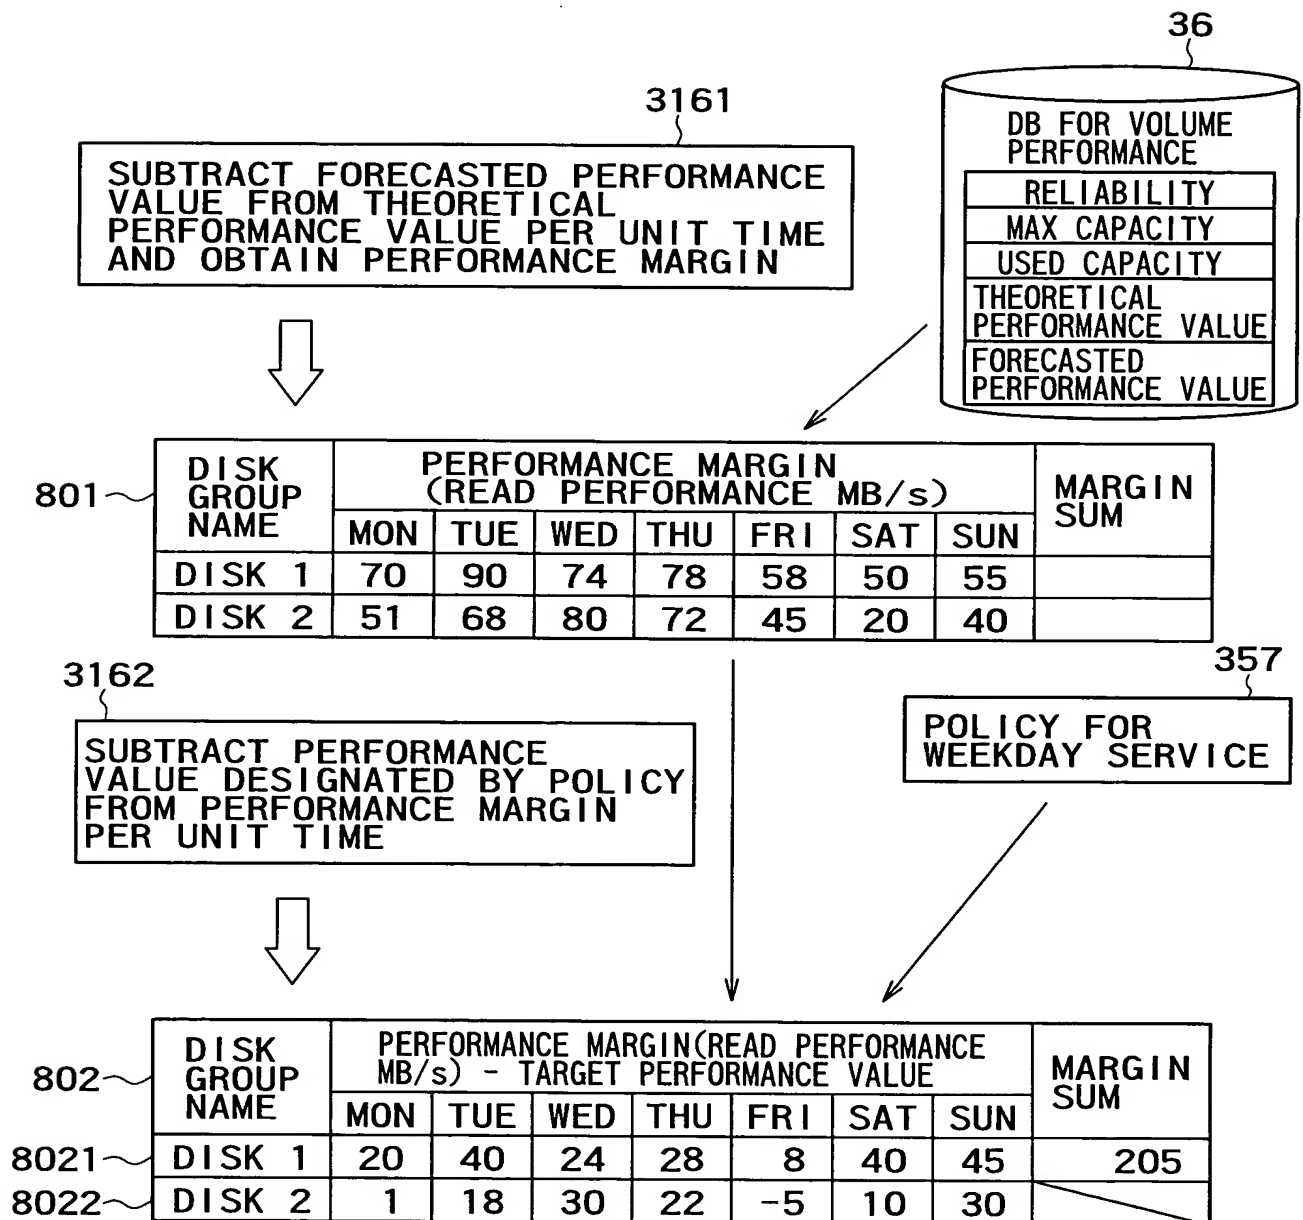 36
3161
DB FOR VOLUME
PERFORMANCE
RELIABILITY
MAX CAPACITY
USED CAPACITY
THEORETICAL
PERFORMANCE VALUE
FORECASTED
PERFORMANCE VALUE
SUBTRACT FORECASTED PERFORMANCE
VALUE FROM THEORETICAL
PERFORMANCE VALUE PER UNIT TIME
AND OBTAIN PERFORMANCE MARGIN
801
DISK
GROUP
NAME
PERFORMANCE MARGIN
(READ PERFORMANCE MB/s)
MARGIN
SUM
MON TUE WED THU FRI SAT SUN
DISK 1 70 90 74 78 58 50 55
DISK 2 51 68 80 72 45 20 40
3162
357
SUBTRACT PERFORMANCE
VALUE DESIGNATED BY POLICY
FROM PERFORMANCE MARGIN
PER UNIT TIME
POLICY FOR
WEEKDAY SERVICE
802
DISK
GROUP
NAME
PERFORMANCE MARGIN(READ PERFORMANCE
MB/s) - TARGET PERFORMANCE VALUE
MARGIN
SUM
MON TUE WED THU FRI SAT SUN
8021 DISK 1 20 40 24 28 8 40 45 205
8022 DISK 2 1 18 30 22 -5 10 30